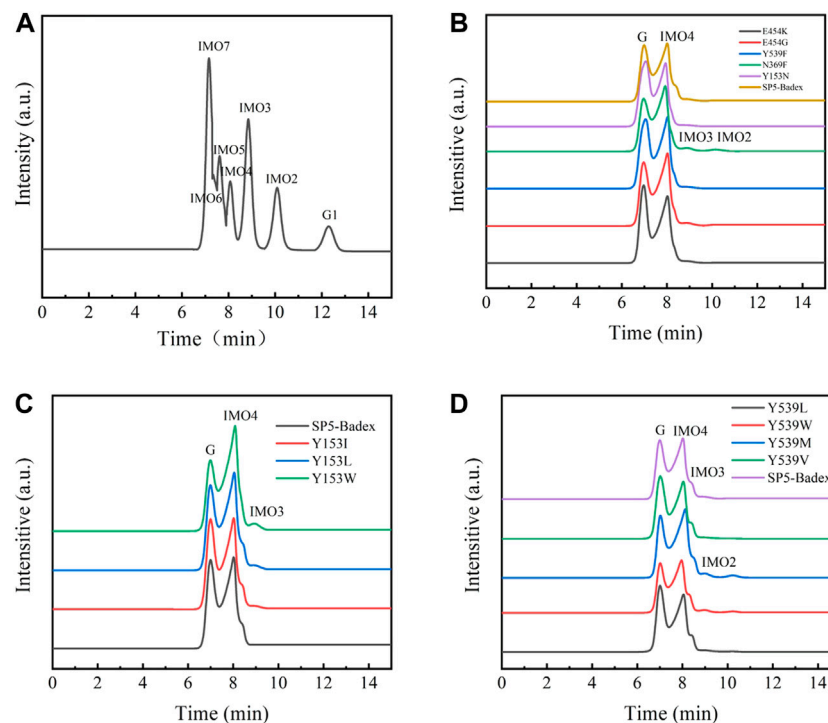 A
IMO7
IMO3
IMO5
IMO4
IMO6
IMO2
G1
Intensity (a.u.)
0 2 4 6 8 10 12 14
Time（min）
B
G IMO4
E454K
E454G
Y539F
N369F
Y153N
SP5-Badex
IMO3 IMO2
Intensitive (a.u.)
0 2 4 6 8 10 12 14
Time (min)
C
IMO4
G
SP5-Badex
Y153I
Y153L
Y153W
IMO3
Intensitive (a.u.)
0 2 4 6 8 10 12 14
Time (min)
D
Y539L
Y539W
Y539M
Y539V
SP5-Badex
G IMO4
IMO3
IMO2
Intensitive (a.u.)
0 2 4 6 8 10 12 14
Time (min)